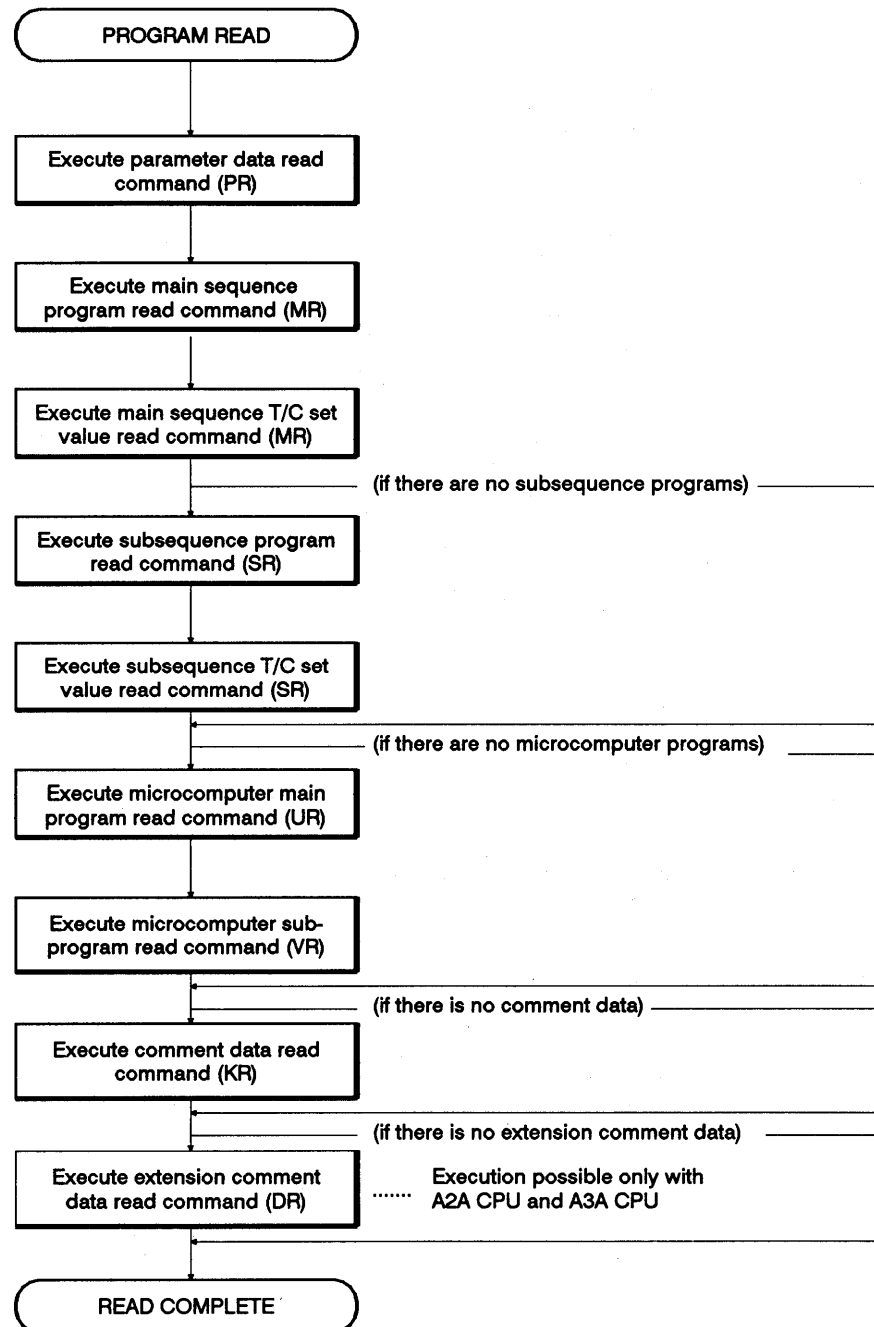 PROGRAM READ
Execute parameter data read
command (PR)
Execute main sequence
program read command (MR)
Execute main sequence T/C set
value read command (MR)
(if there are no subsequence programs)
Execute subsequence program
read command (SR)
Execute subsequence T/C set
value read command (SR)
(if there are no microcomputer programs)
Execute microcomputer main
program read command (UR)
Execute microcomputer sub-
program read command (VR)
(if there is no comment data)
Execute comment data read
command (KR)
(if there is no extension comment data)
Execute extension comment
data read command (DR)
....... Execution possible only with
A2A CPU and A3A CPU
READ COMPLETE